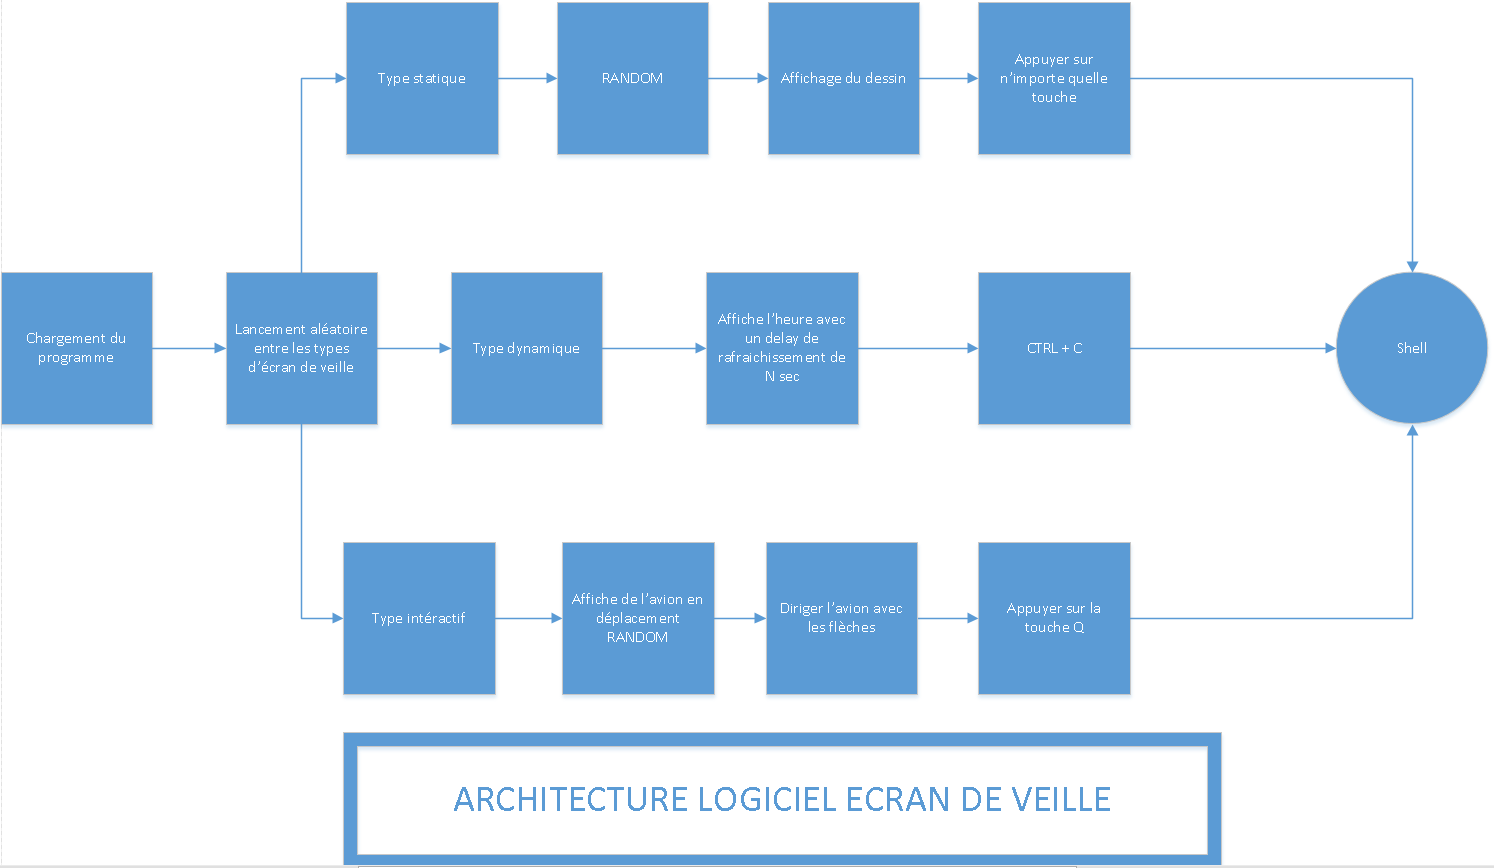 Type statique
RANDOM
Affichage du dessin
Appuyer sur
n'importe quelle
touche
Chargement du
programme
Lancement aléatoire
entre les types
d'écran de veille
Type dynamique
Affiche l'heure avec
un delay de
rafraichissement de
N sec
CTRL + C
Shell
Type intéractif
Affiche de l'avion en
déplacement
RANDOM
Diriger l'avion avec
les flèches
Appuyer sur la
touche Q
ARCHITECTURE LOGICIEL ECRAN DE VEILLE